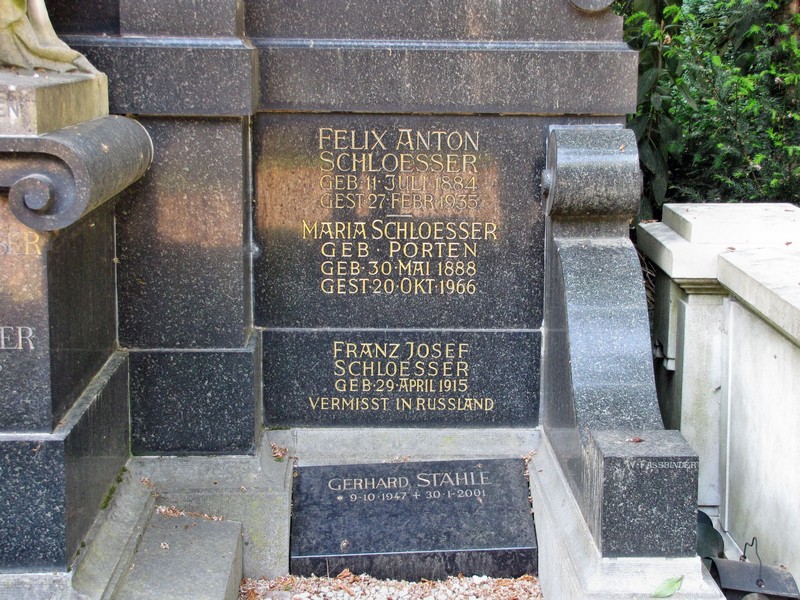 FELIX ANTON
SCHLOESSER
GEB·11·JULI 1884
GEST·27·FEBR·1935
MARIA SCHLOESSER
GEB·PORTEN
GEB·30·MAI 1888
GEST·20·OKT·1966
FRANZ JOSEF
SCHLOESSER
GEB·29·APRIL 1915
VERMISST IN RUSSLAND
GERHARD STAHLE
* 9·10·1947 + 30·1·2001
W. FASSBINDER